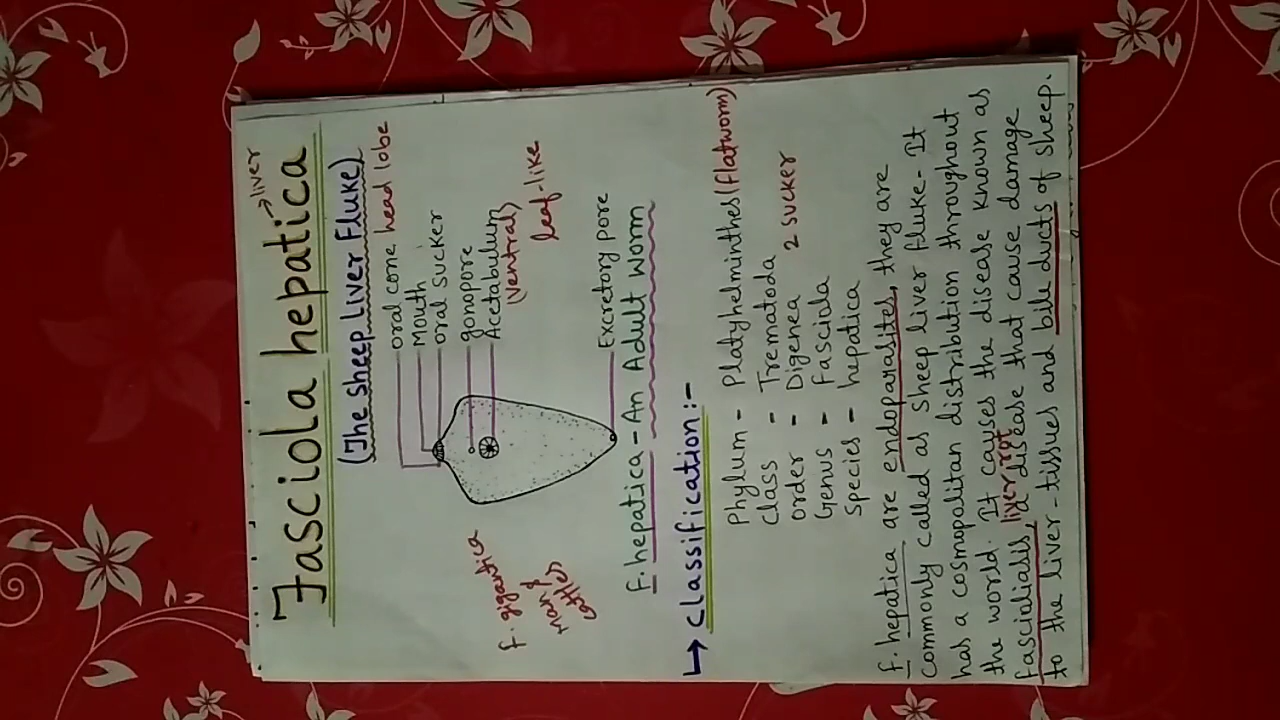 Fasciola hepatica → liver
(The Sheep Liver Fluke)
oral cone head lobe
Mouth
oral sucker
gonopore
Acetabulum
(ventral)
leaf-like
Excretory pore
F. gigantica
man &
cattles
F. hepatica - An Adult Worm
→ Classification:-
Phylum - Platyhelminthes (flatworm)
Class - Trematoda
Order - Digenea 2 sucker
Genus - Fasciola
Species - hepatica
F. hepatica are endoparasites, they are
commonly called as sheep liver fluke. It
has a cosmopolitan distribution throughout
the world. It causes the disease known as
liver rot
fascialialis, a disease that cause damage
to the liver-tissues and bile ducts of sheep.